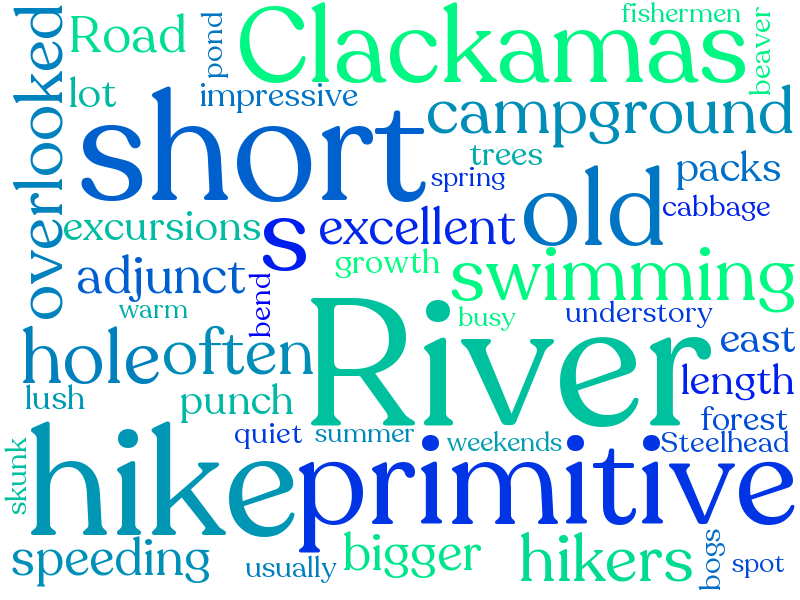 fishermen
Clackamas
Road
pond
overlooked
beaver
lot
impressive
campground
short
trees
packs
spring
old
cabbage
excursions
s
excellent
growth
swimming
adjunct
bend
warm
River
busy
understory
hole
often
east
length
lush
punch
forest
quiet
summer
weekends
Steelhead
skunk
hike
primitive
speeding
usually
bigger
hikers
bogs
spot